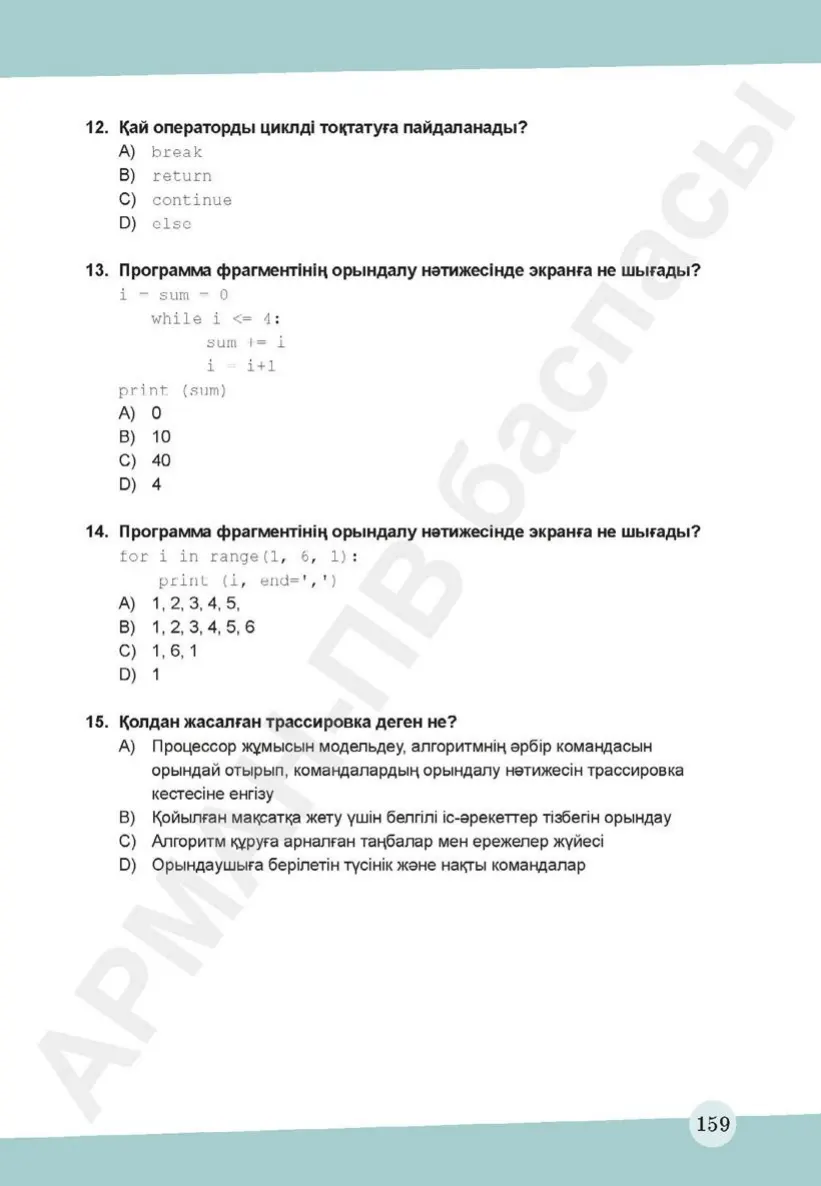 12. Қай операторды циклді тоқтатуға пайдаланады?
A) break
B) return
C) continue
D) else
13. Программа фрагментінің орындалу нәтижесінде экранға не шығады?
i = sum = 0
while i <= 4:
sum += i
i = i+1
print (sum)
A) 0
B) 10
C) 40
D) 4
14. Программа фрагментінің орындалу нәтижесінде экранға не шығады?
for i in range(1, 6, 1):
print (i, end=',')
A) 1, 2, 3, 4, 5,
B) 1, 2, 3, 4, 5, 6
C) 1, 6, 1
D) 1
15. Қолдан жасалған трассировка деген не?
A) Процессор жұмысын модельдеу, алгоритмнің әрбір командасын
орындай отырып, командалардың орындалу нәтижесін трассировка
кестесіне енгізу
B) Қойылған мақсатқа жету үшін белгілі іс-әрекеттер тізбегін орындау
C) Алгоритм құруға арналған таңбалар мен ережелер жүйесі
D) Орындаушыға берілетін түсінік және нақты командалар
АРМАН-ПВ баспасы
159